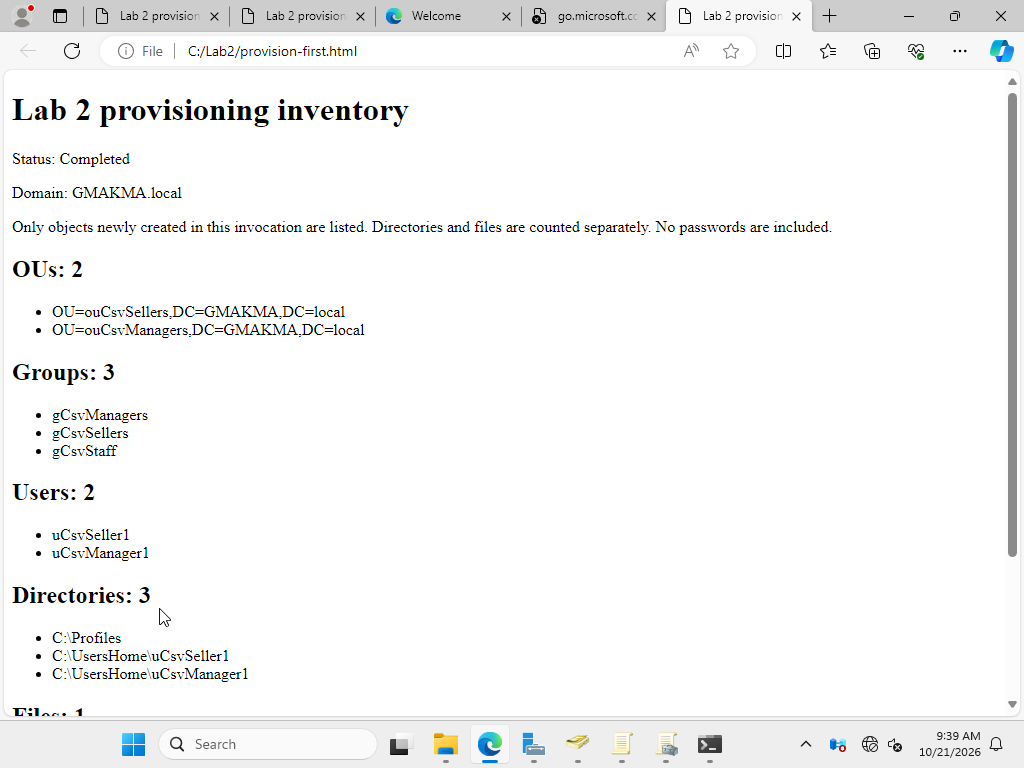 Lab 2 provision
Lab 2 provision
Welcome
go.microsoft.co
Lab 2 provision
File
C:/Lab2/provision-first.html
Lab 2 provisioning inventory
Status: Completed
Domain: GMAKMA.local
Only objects newly created in this invocation are listed. Directories and files are counted separately. No passwords are included.
OUs: 2
OU=ouCsvSellers,DC=GMAKMA,DC=local
OU=ouCsvManagers,DC=GMAKMA,DC=local
Groups: 3
gCsvManagers
gCsvSellers
gCsvStaff
Users: 2
uCsvSeller1
uCsvManager1
Directories: 3
C:\Profiles
C:\UsersHome\uCsvSeller1
C:\UsersHome\uCsvManager1
Files: 1
Search
9:39 AM
10/21/2026